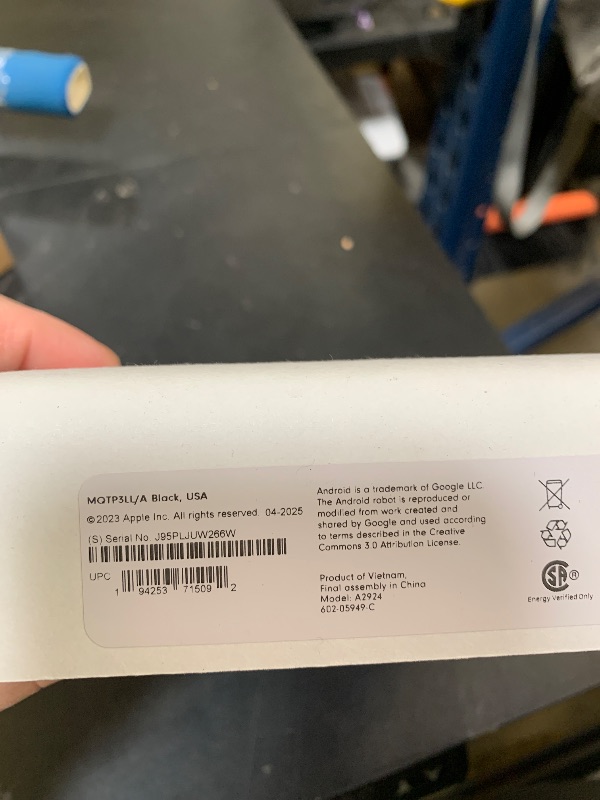 MQTP3LL/A Black, USA
©2023 Apple Inc. All rights reserved. 04-2025
(S) Serial No. J95PLJUW266W
UPC
1 94253 71509 2
Android is a trademark of Google LLC.
The Android robot is reproduced or
modified from work created and
shared by Google and used according
to terms described in the Creative
Commons 3.0 Attribution License.
Product of Vietnam,
Final assembly in China
Model: A2924
602-05949-C
SA ®
Energy Verified Only